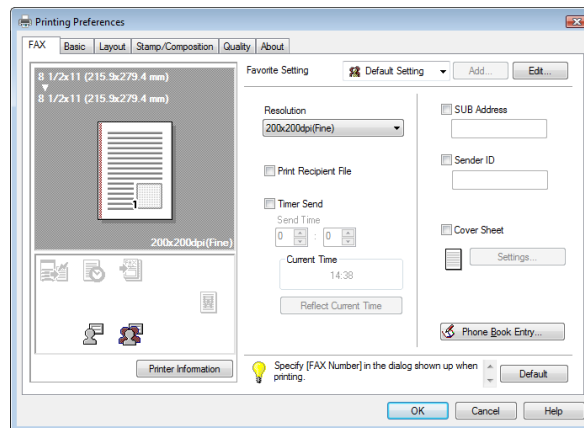 Printing Preferences
FAX Basic Layout Stamp/Composition Quality About
8 1/2x11 (215.9x279.4 mm)
8 1/2x11 (215.9x279.4 mm)
1
200x200dpi(Fine)
Printer Information
Favorite Setting Default Setting Add... Edit...
Resolution
200x200dpi(Fine)
Print Recipient File
Timer Send
Send Time
0 : 0
Current Time
14:38
Reflect Current Time
SUB Address
Sender ID
Cover Sheet
Settings...
Phone Book Entry...
Specify [FAX Number] in the dialog shown up when
printing.
Default
OK Cancel Help